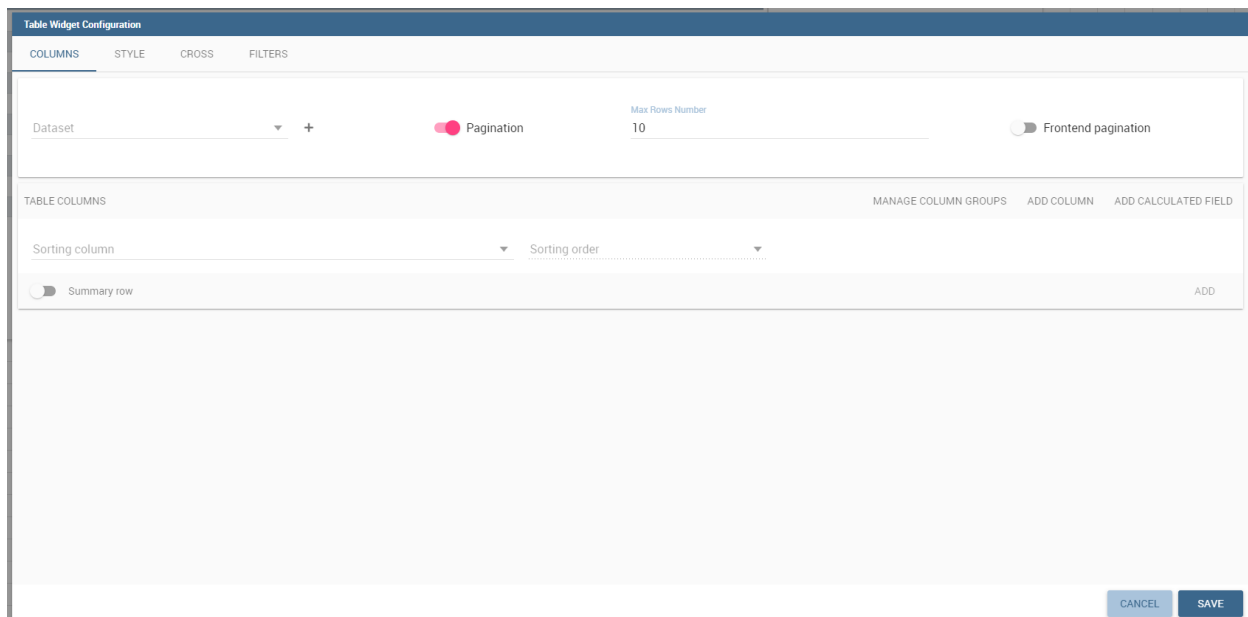 Table Widget Configuration
COLUMNS STYLE CROSS FILTERS
Max Rows Number
Dataset + Pagination 10 Frontend pagination
TABLE COLUMNS MANAGE COLUMN GROUPS ADD COLUMN ADD CALCULATED FIELD
Sorting column Sorting order
Summary row ADD
CANCEL SAVE